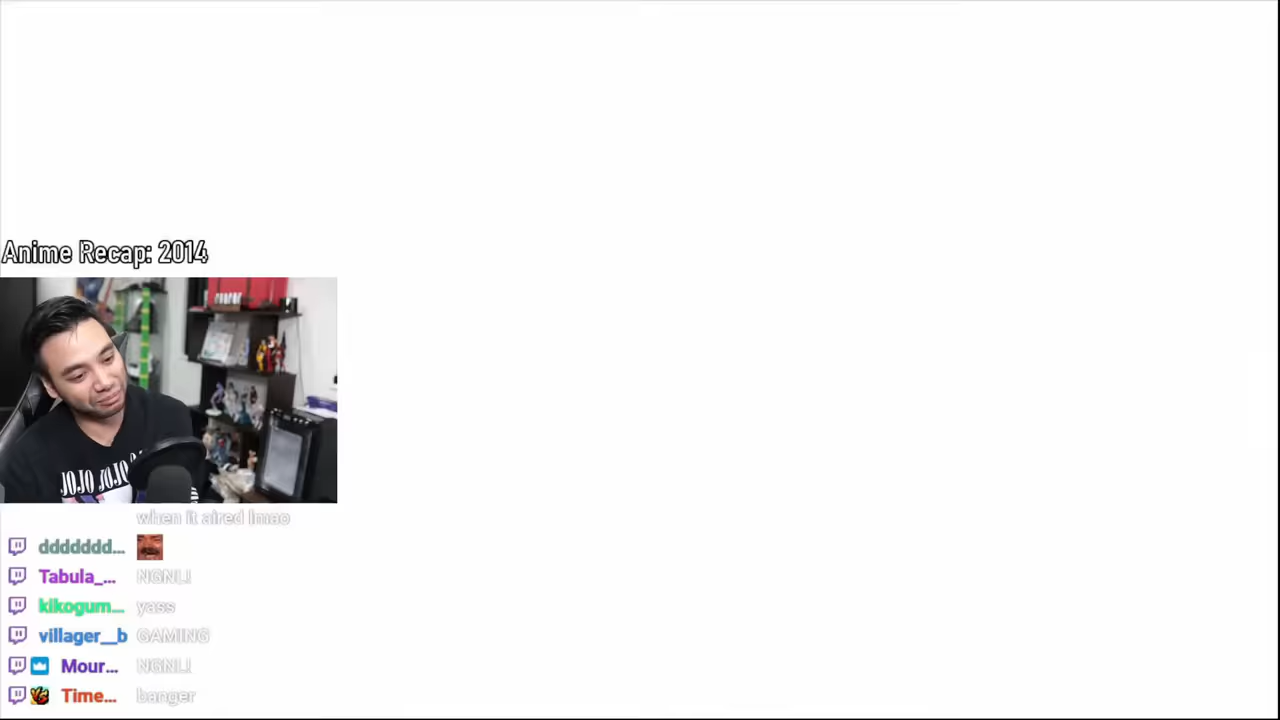 Anime Recap: 2014
JOJO JOJO
when it aired lmao
ddddddd...
Tabula_... NGNL!
kikogum... yass
villager__b GAMING
Mour... NGNL!
Time... banger